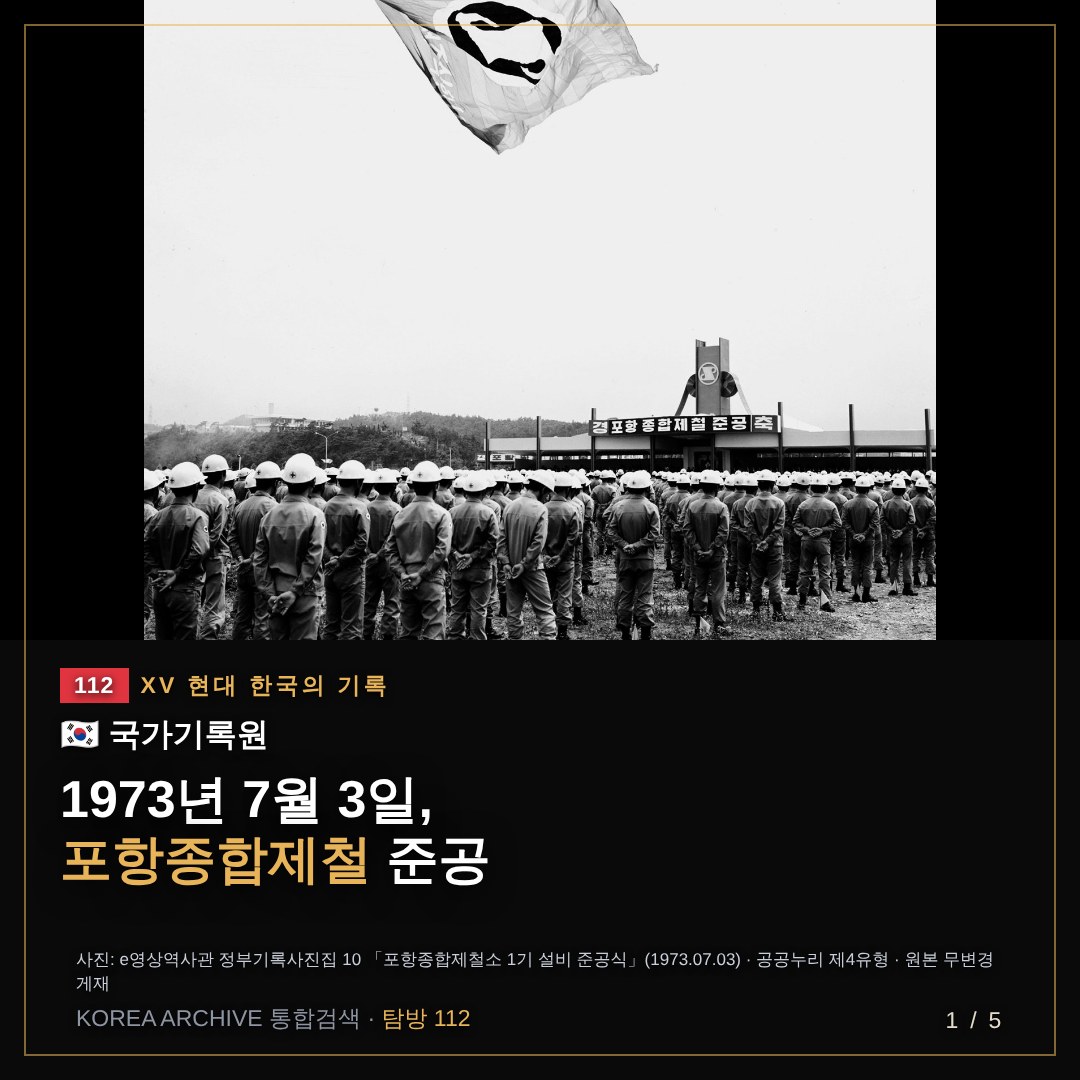 경 포항 종합제철 준공 축
112 XV 현대 한국의 기록
국가기록원
1973년 7월 3일,
포항종합제철 준공
사진: e영상역사관 정부기록사진집 10 「포항종합제철소 1기 설비 준공식」(1973.07.03) · 공공누리 제4유형 · 원본 무변경
게재
KOREA ARCHIVE 통합검색 · 탐방 112
1 / 5